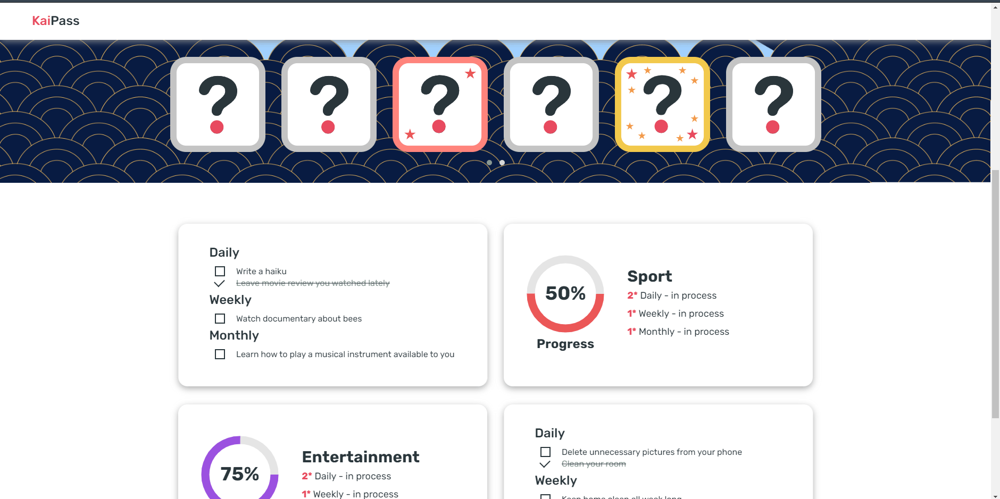 KaiPass
? ? ? ? ? ?
Daily
Write a haiku
Leave movie review you watched lately
Weekly
Watch documentary about bees
Monthly
Learn how to play a musical instrument available to you
50%
Progress
Sport
2* Daily - in process
1* Weekly - in process
1* Monthly - in process
75%
Entertainment
2* Daily - in process
1* Weekly - in process
Daily
Delete unnecessary pictures from your phone
Clean your room
Weekly
Keep home clean all week long